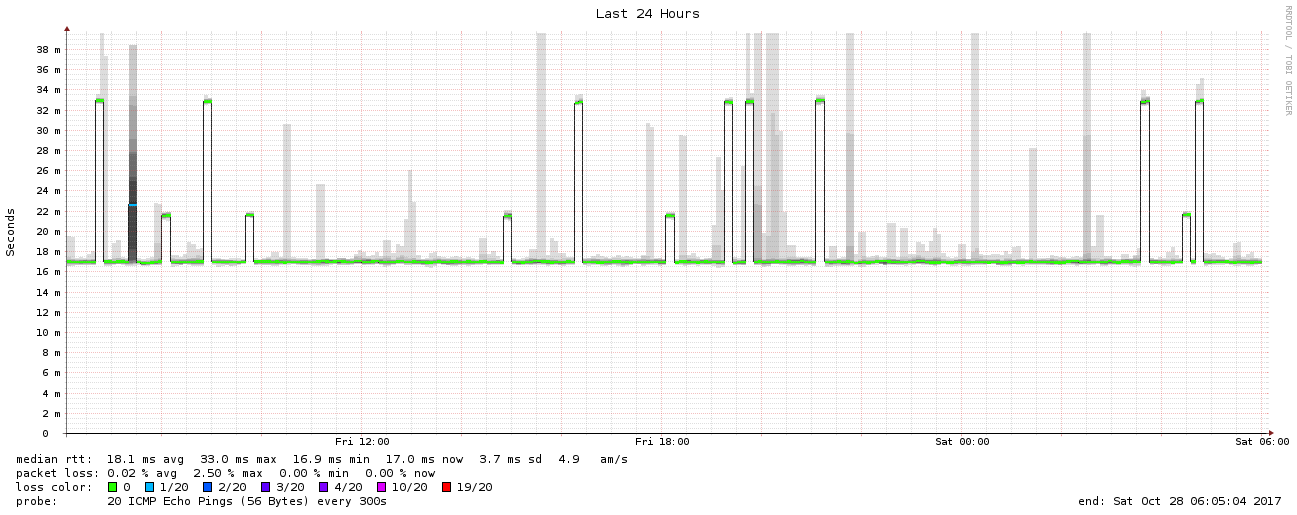 Last 24 Hours
RRDTOOL / TOBI OETIKER
Seconds
38 m
36 m
34 m
32 m
30 m
28 m
26 m
24 m
22 m
20 m
18 m
16 m
14 m
12 m
10 m
8 m
6 m
4 m
2 m
0
Fri 12:00 Fri 18:00 Sat 00:00 Sat 06:00
median rtt: 18.1 ms avg 33.0 ms max 16.9 ms min 17.0 ms now 3.7 ms sd 4.9 am/s
packet loss: 0.02 % avg 2.50 % max 0.00 % min 0.00 % now
loss color: 0 1/20 2/20 3/20 4/20 10/20 19/20
probe: 20 ICMP Echo Pings (56 Bytes) every 300s end: Sat Oct 28 06:05:04 2017